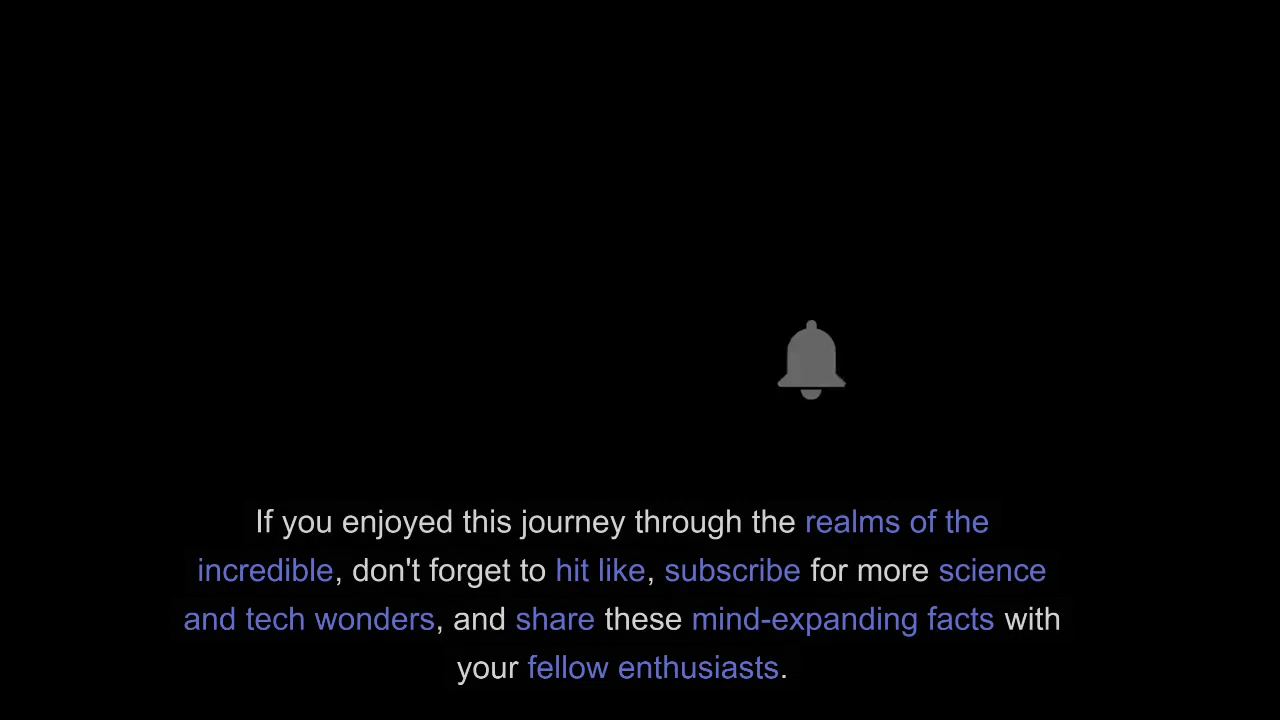 If you enjoyed this journey through the realms of the
incredible, don't forget to hit like, subscribe for more science
and tech wonders, and share these mind-expanding facts with
your fellow enthusiasts.